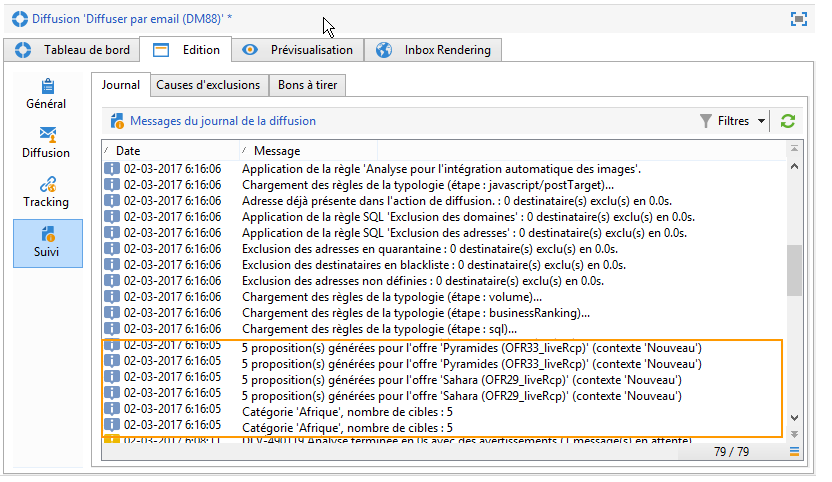 Diffusion 'Diffuser par email (DM88)' *
Tableau de bord
Edition
Prévisualisation
Inbox Rendering
Général
Diffusion
Tracking
Suivi
Journal
Causes d'exclusions
Bons à tirer
Messages du journal de la diffusion
Filtres
Date Message
02-03-2017 6:16:06 Application de la règle 'Analyse pour l'intégration automatique des images'.
02-03-2017 6:16:06 Chargement des règles de la typologie (étape : javascript/postTarget)...
02-03-2017 6:16:06 Adresse déjà présente dans l'action de diffusion. : 0 destinataire(s) exclu(s) en 0.0s.
02-03-2017 6:16:06 Application de la règle SQL 'Exclusion des domaines' : 0 destinataire(s) exclu(s) en 0.0s.
02-03-2017 6:16:06 Application de la règle SQL 'Exclusion des adresses' : 0 destinataire(s) exclu(s) en 0.0s.
02-03-2017 6:16:06 Exclusion des adresses en quarantaine : 0 destinataire(s) exclu(s) en 0.0s.
02-03-2017 6:16:06 Exclusion des destinataires en blackliste : 0 destinataire(s) exclu(s) en 0.0s.
02-03-2017 6:16:06 Exclusion des adresses non définies : 0 destinataire(s) exclu(s) en 0.0s.
02-03-2017 6:16:06 Chargement des règles de la typologie (étape : volume)...
02-03-2017 6:16:06 Chargement des règles de la typologie (étape : businessRanking)...
02-03-2017 6:16:06 Chargement des règles de la typologie (étape : sql)...
02-03-2017 6:16:05 5 proposition(s) générées pour l'offre 'Pyramides (OFR33_liveRcp)' (contexte 'Nouveau')
02-03-2017 6:16:05 5 proposition(s) générées pour l'offre 'Pyramides (OFR33_liveRcp)' (contexte 'Nouveau')
02-03-2017 6:16:05 5 proposition(s) générées pour l'offre 'Sahara (OFR29_liveRcp)' (contexte 'Nouveau')
02-03-2017 6:16:05 5 proposition(s) générées pour l'offre 'Sahara (OFR29_liveRcp)' (contexte 'Nouveau')
02-03-2017 6:16:05 Catégorie 'Afrique', nombre de cibles : 5
02-03-2017 6:16:05 Catégorie 'Afrique', nombre de cibles : 5
02-03-2017 6:08:11 DLV-490119 Analyse terminée en 0s avec des avertissements (1 message(s) en attente)
79 / 79